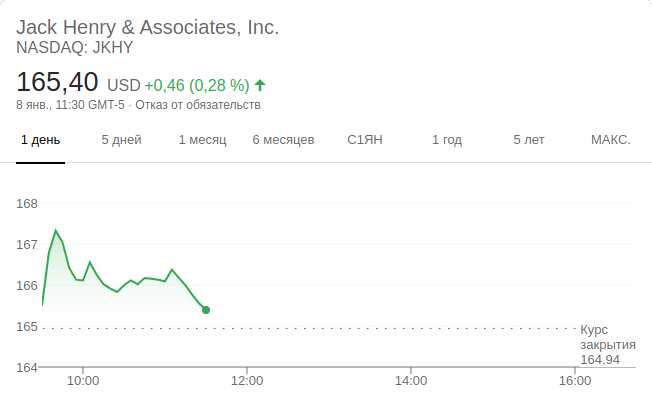 Jack Henry & Associates, Inc.
NASDAQ: JKHY
165,40 USD +0,46 (0,28 %)
8 янв., 11:30 GMT-5 · Отказ от обязательств
1 день 5 дней 1 месяц 6 месяцев С1ЯН 1 год 5 лет МАКС.
168
167
166
165
Курс
закрытия
164,94
164
10:00 12:00 14:00 16:00